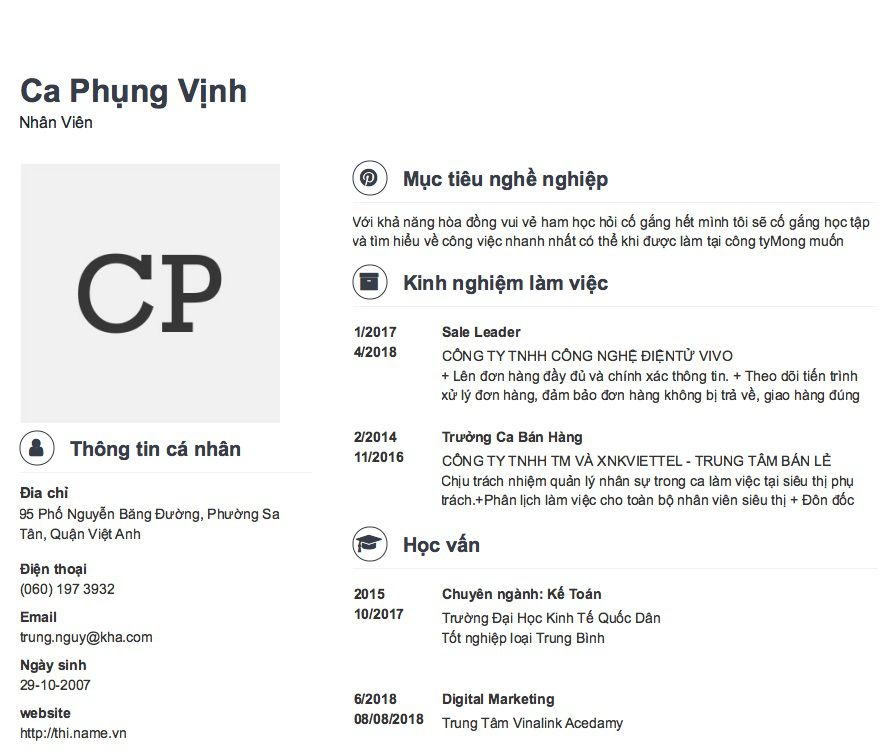 Ca Phụng Vịnh
Nhân Viên
CP
Thông tin cá nhân
Đia chỉ
95 Phố Nguyễn Băng Đường, Phường Sa
Tân, Quận Việt Anh
Điện thoại
(060) 197 3932
Email
trung.nguy@kha.com
Ngày sinh
29-10-2007
website
http://thi.name.vn
Mục tiêu nghề nghiệp
Với khả năng hòa đồng vui vẻ ham học hỏi cố gắng hết mình tôi sẽ cố gắng học tập
và tìm hiểu về công việc nhanh nhất có thể khi được làm tại công tyMong muốn
Kinh nghiệm làm việc
1/2017
4/2018
Sale Leader
CÔNG TY TNHH CÔNG NGHỆ ĐIỆNTỬ VIVO
+ Lên đơn hàng đầy đủ và chính xác thông tin. + Theo dõi tiến trình
xử lý đơn hàng, đảm bảo đơn hàng không bị trả về, giao hàng đúng
2/2014
11/2016
Trưởng Ca Bán Hàng
CÔNG TY TNHH TM VÀ XNKVIETTEL - TRUNG TÂM BÁN LẺ
Chịu trách nhiệm quản lý nhân sự trong ca làm việc tại siêu thị phụ
trách.+Phân lịch làm việc cho toàn bộ nhân viên siêu thị + Đôn đốc
Học vấn
2015
10/2017
Chuyên ngành: Kế Toán
Trường Đại Học Kinh Tế Quốc Dân
Tốt nghiệp loại Trung Bình
6/2018
08/08/2018
Digital Marketing
Trung Tâm Vinalink Acedamy